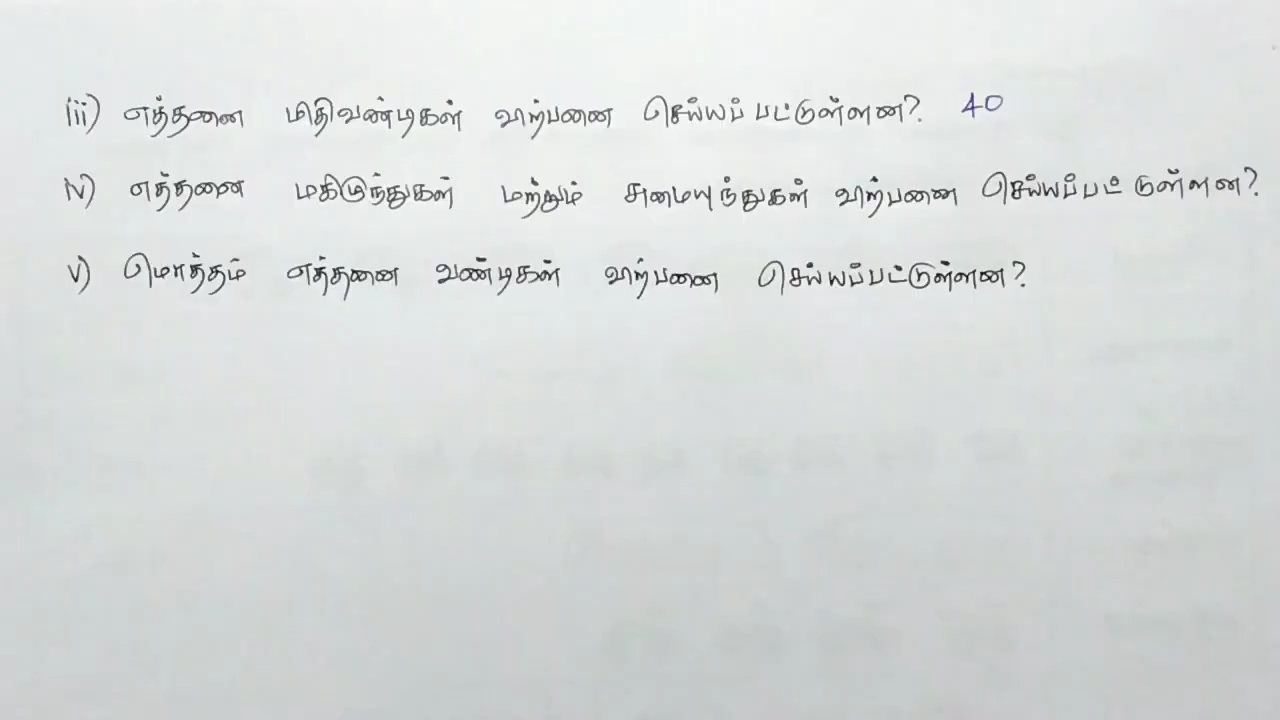 iii) எத்தனை மிதிவண்டிகள் விற்பனை செய்யப் பட்டுள்ளன? 40
iv) எத்தனை மகிழுந்துகள் மற்றும் சுமையுந்துகள் விற்பனை செய்யப்பட்டுள்ளன?
v) மொத்தம் எத்தனை வண்டிகள் விற்பனை செய்யப்பட்டுள்ளன?